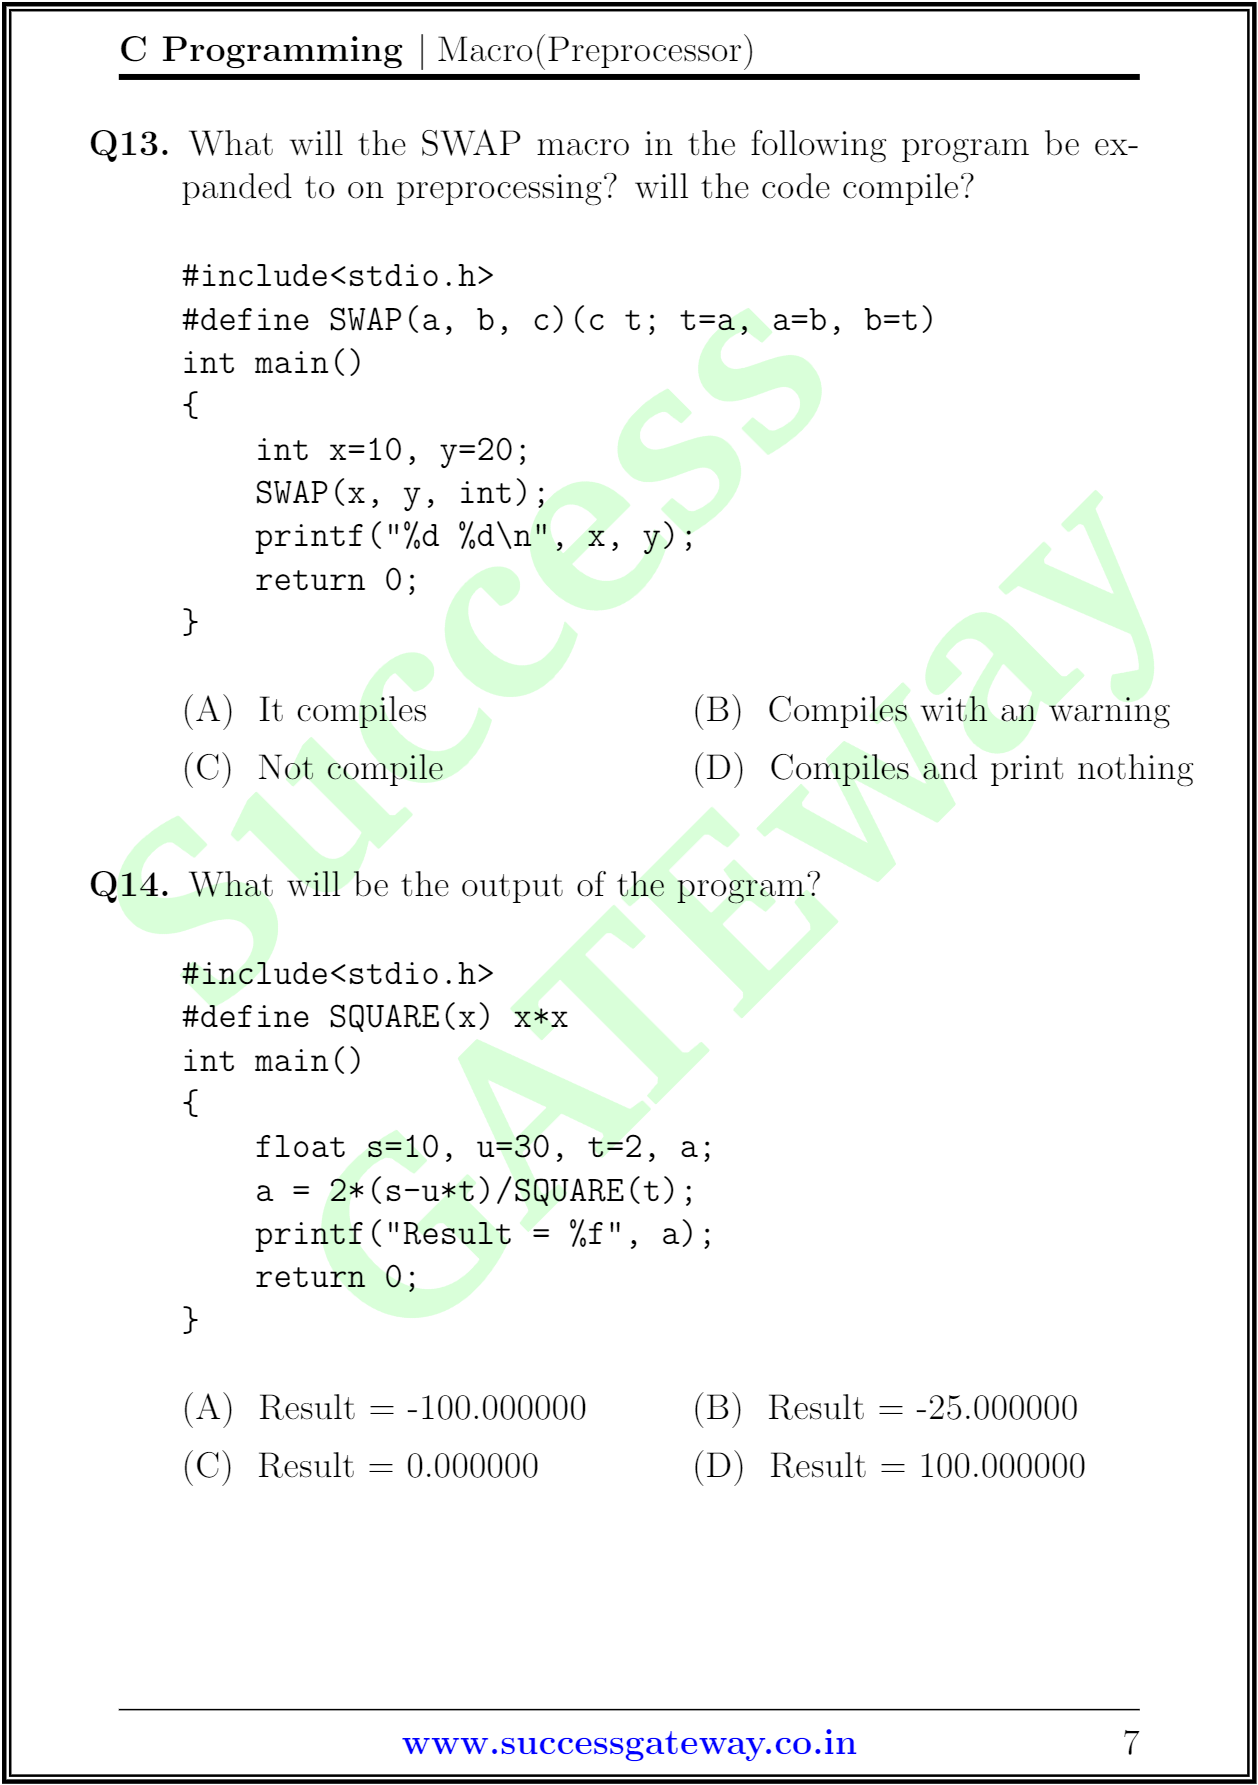 C Programming | Macro(Preprocessor)
Q13. What will the SWAP macro in the following program be ex-
panded to on preprocessing? will the code compile?
#include<stdio.h>
#define SWAP(a, b, c)(c t; t=a, a=b, b=t)
int main()
{
    int x=10, y=20;
    SWAP(x, y, int);
    printf("%d %d\n", x, y);
    return 0;
}
(A) It compiles (B) Compiles with an warning
(C) Not compile (D) Compiles and print nothing
Q14. What will be the output of the program?
#include<stdio.h>
#define SQUARE(x) x*x
int main()
{
    float s=10, u=30, t=2, a;
    a = 2*(s-u*t)/SQUARE(t);
    printf("Result = %f", a);
    return 0;
}
(A) Result = -100.000000 (B) Result = -25.000000
(C) Result = 0.000000 (D) Result = 100.000000
www.successgateway.co.in 7
Success
GATEway